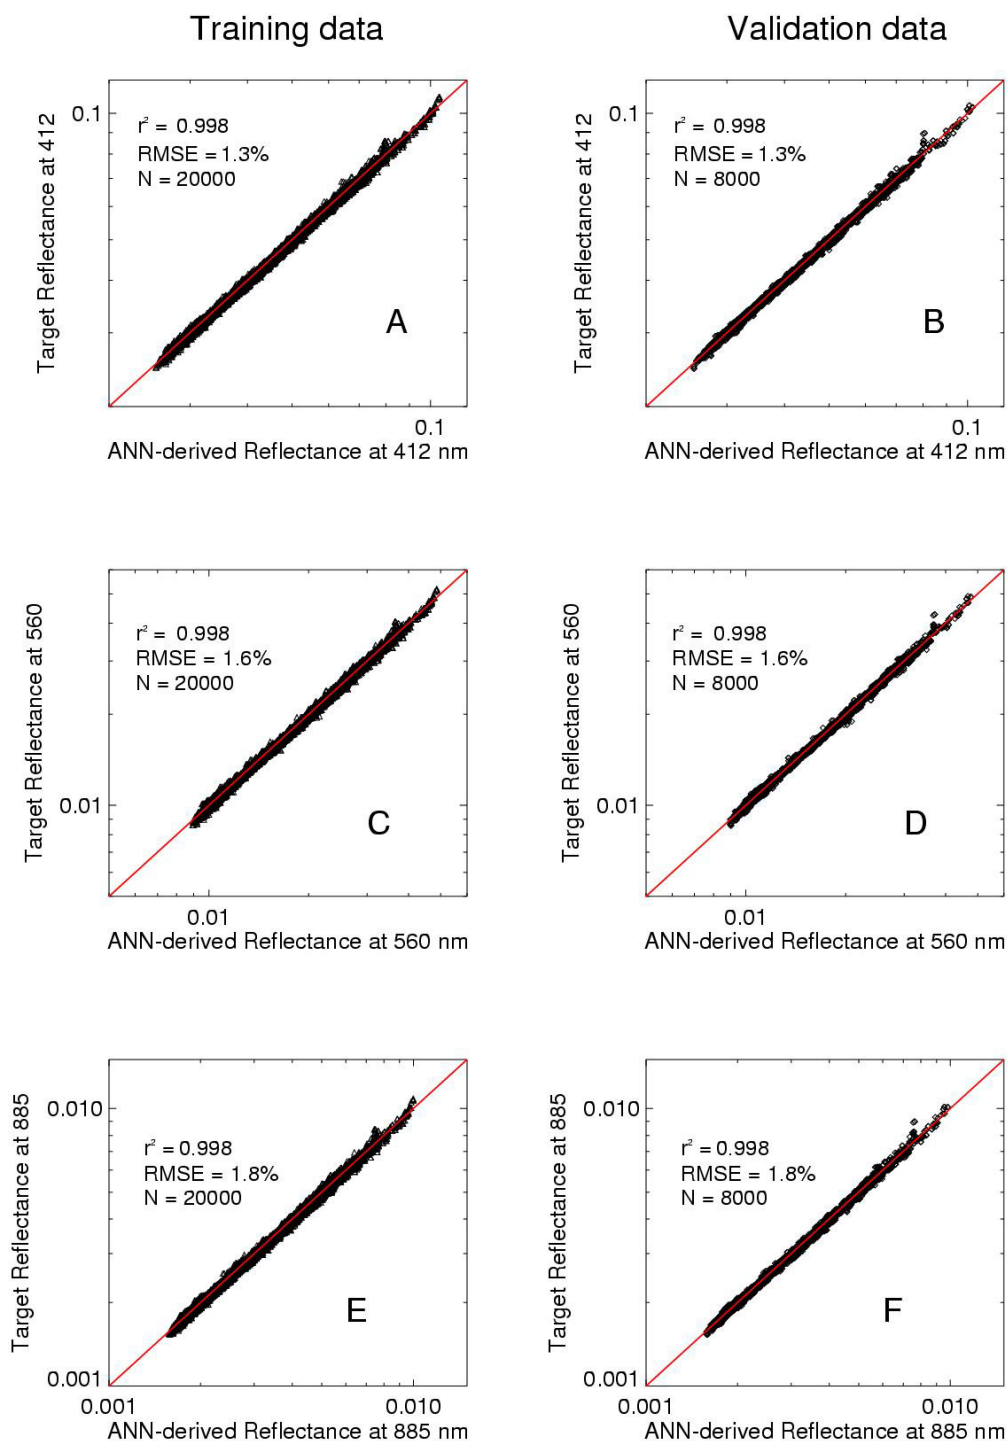 Training data
Validation data
Target Reflectance at 412
0.1
r² = 0.998
RMSE = 1.3%
N = 20000
A
0.1
ANN-derived Reflectance at 412 nm
Target Reflectance at 412
0.1
r² = 0.998
RMSE = 1.3%
N = 8000
B
0.1
ANN-derived Reflectance at 412 nm
Target Reflectance at 560
r² = 0.998
RMSE = 1.6%
N = 20000
0.01
C
0.01
ANN-derived Reflectance at 560 nm
Target Reflectance at 560
r² = 0.998
RMSE = 1.6%
N = 8000
0.01
D
0.01
ANN-derived Reflectance at 560 nm
Target Reflectance at 885
0.010
r² = 0.998
RMSE = 1.8%
N = 20000
E
0.001
0.001
0.010
ANN-derived Reflectance at 885 nm
Target Reflectance at 885
0.010
r² = 0.998
RMSE = 1.8%
N = 8000
F
0.001
0.001
0.010
ANN-derived Reflectance at 885 nm